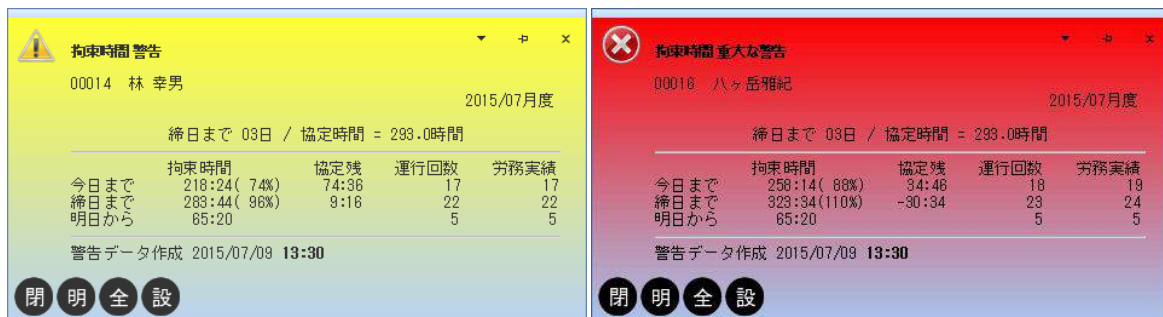 拘束時間 警告
00014 林 幸男
2015/07月度
締日まで 03日 / 協定時間 = 293.0時間
拘束時間 協定残 運行回数 労務実績
今日まで 218:24( 74%) 74:36 17 17
締日まで 283:44( 96%) 9:16 22 22
明日から 65:20 5 5
警告データ作成 2015/07/09 13:30
閉 明 全 設
拘束時間 重大な警告
00016 八ヶ岳雅紀
2015/07月度
締日まで 03日 / 協定時間 = 293.0時間
拘束時間 協定残 運行回数 労務実績
今日まで 258:14( 88%) 34:46 18 19
締日まで 323:34(110%) -30:34 23 24
明日から 65:20 5 5
警告データ作成 2015/07/09 13:30
閉 明 全 設